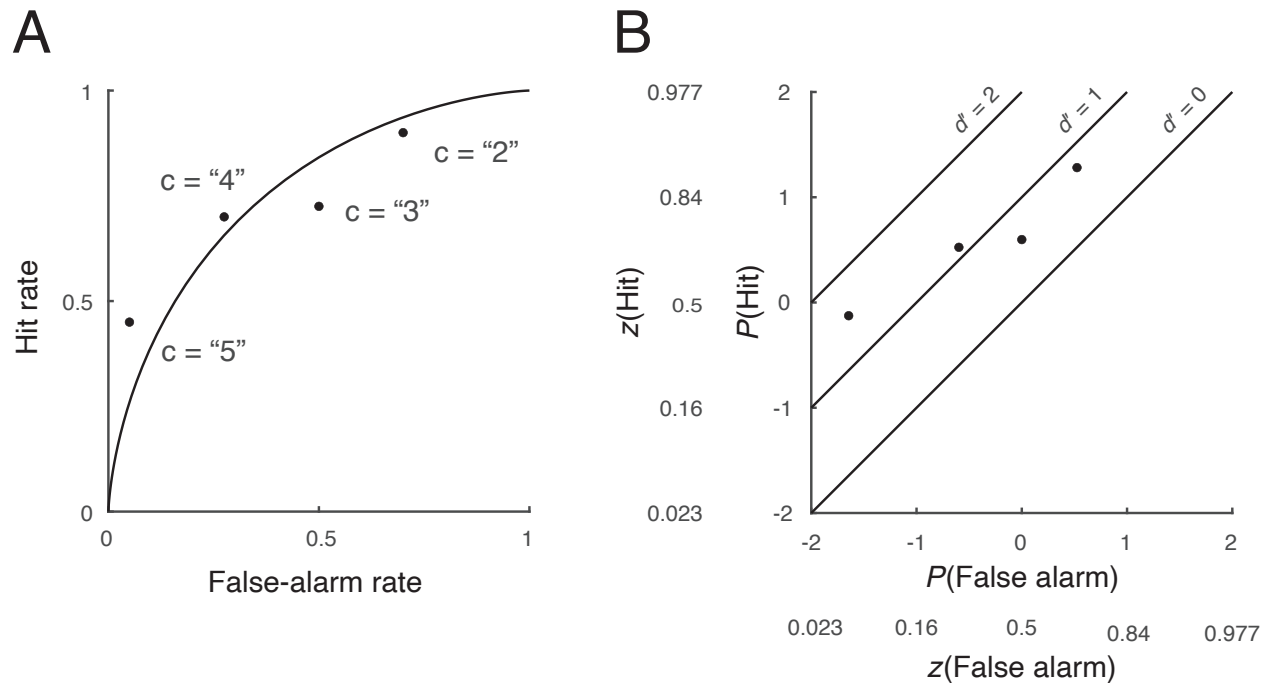 A
1
0.5
0
Hit rate
c = “4”
c = “2”
c = “3”
c = “5”
0
0.5
1
False-alarm rate
B
0.977
0.84
0.5
0.16
0.023
z(Hit)
P(Hit)
2
1
0
-1
-2
d' = 2
d' = 1
d' = 0
-2
-1
0
1
2
P(False alarm)
0.023
0.16
0.5
0.84
0.977
z(False alarm)